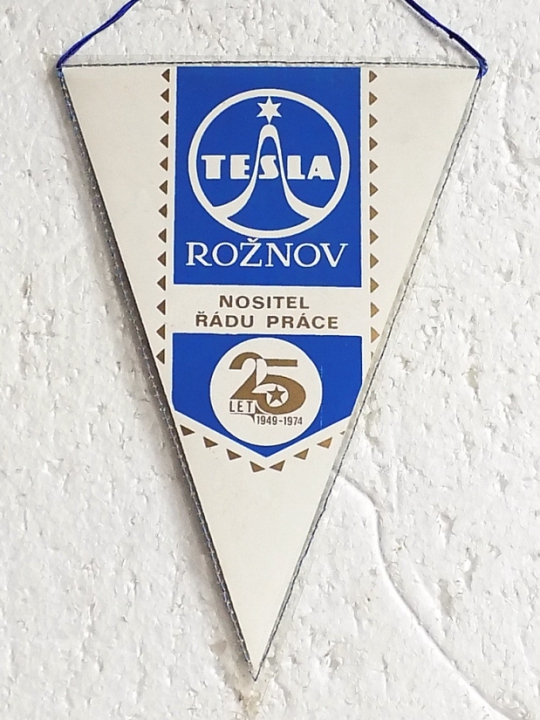 TESLA
ROŽNOV
NOSITEL
ŘÁDU PRÁCE
25
LET
1949-1974